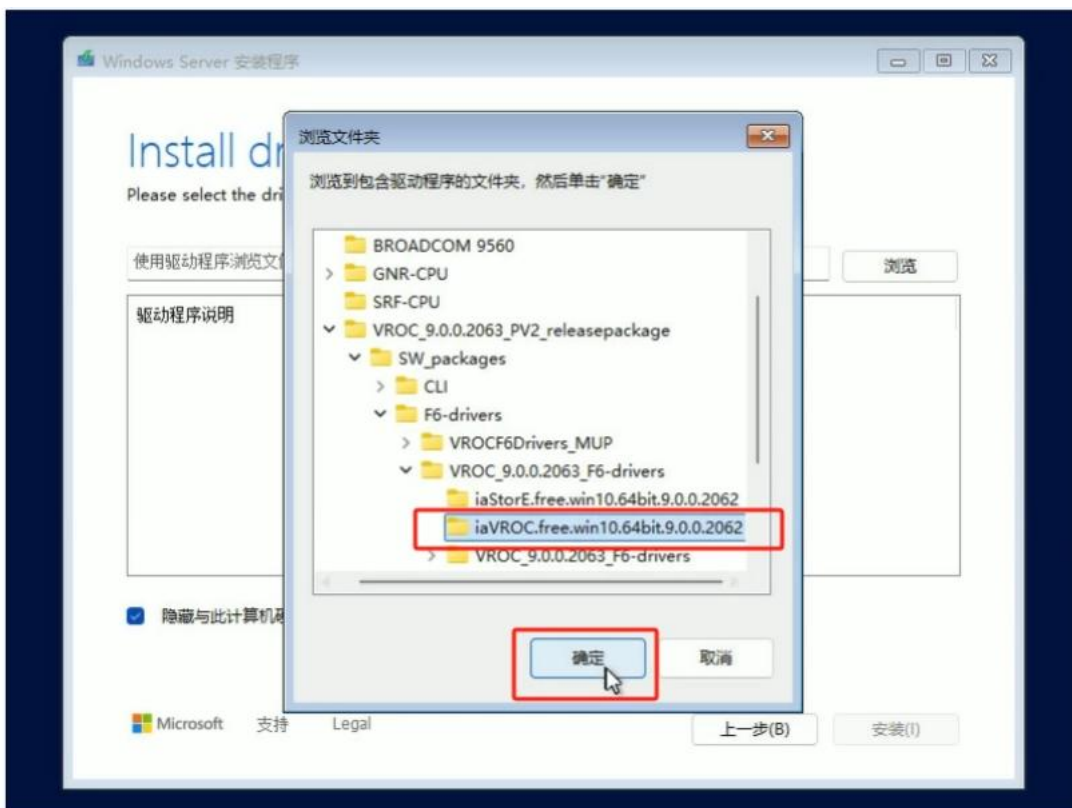 Windows Server 安装程序
浏览文件夹
Install dr
浏览到包含驱动程序的文件夹，然后单击"确定"
Please select the dri
使用驱动程序浏览文
浏览
驱动程序说明
BROADCOM 9560
GNR-CPU
SRF-CPU
VROC_9.0.0.2063_PV2_releasepackage
SW_packages
CLI
F6-drivers
VROCF6Drivers_MUP
VROC_9.0.0.2063_F6-drivers
iaStorE.free.win10.64bit.9.0.0.2062
iaVROC.free.win10.64bit.9.0.0.2062
VROC_9.0.0.2063_F6-drivers
隐藏与此计算机
确定
取消
Microsoft 支持 Legal
上一步(B)
安装(I)